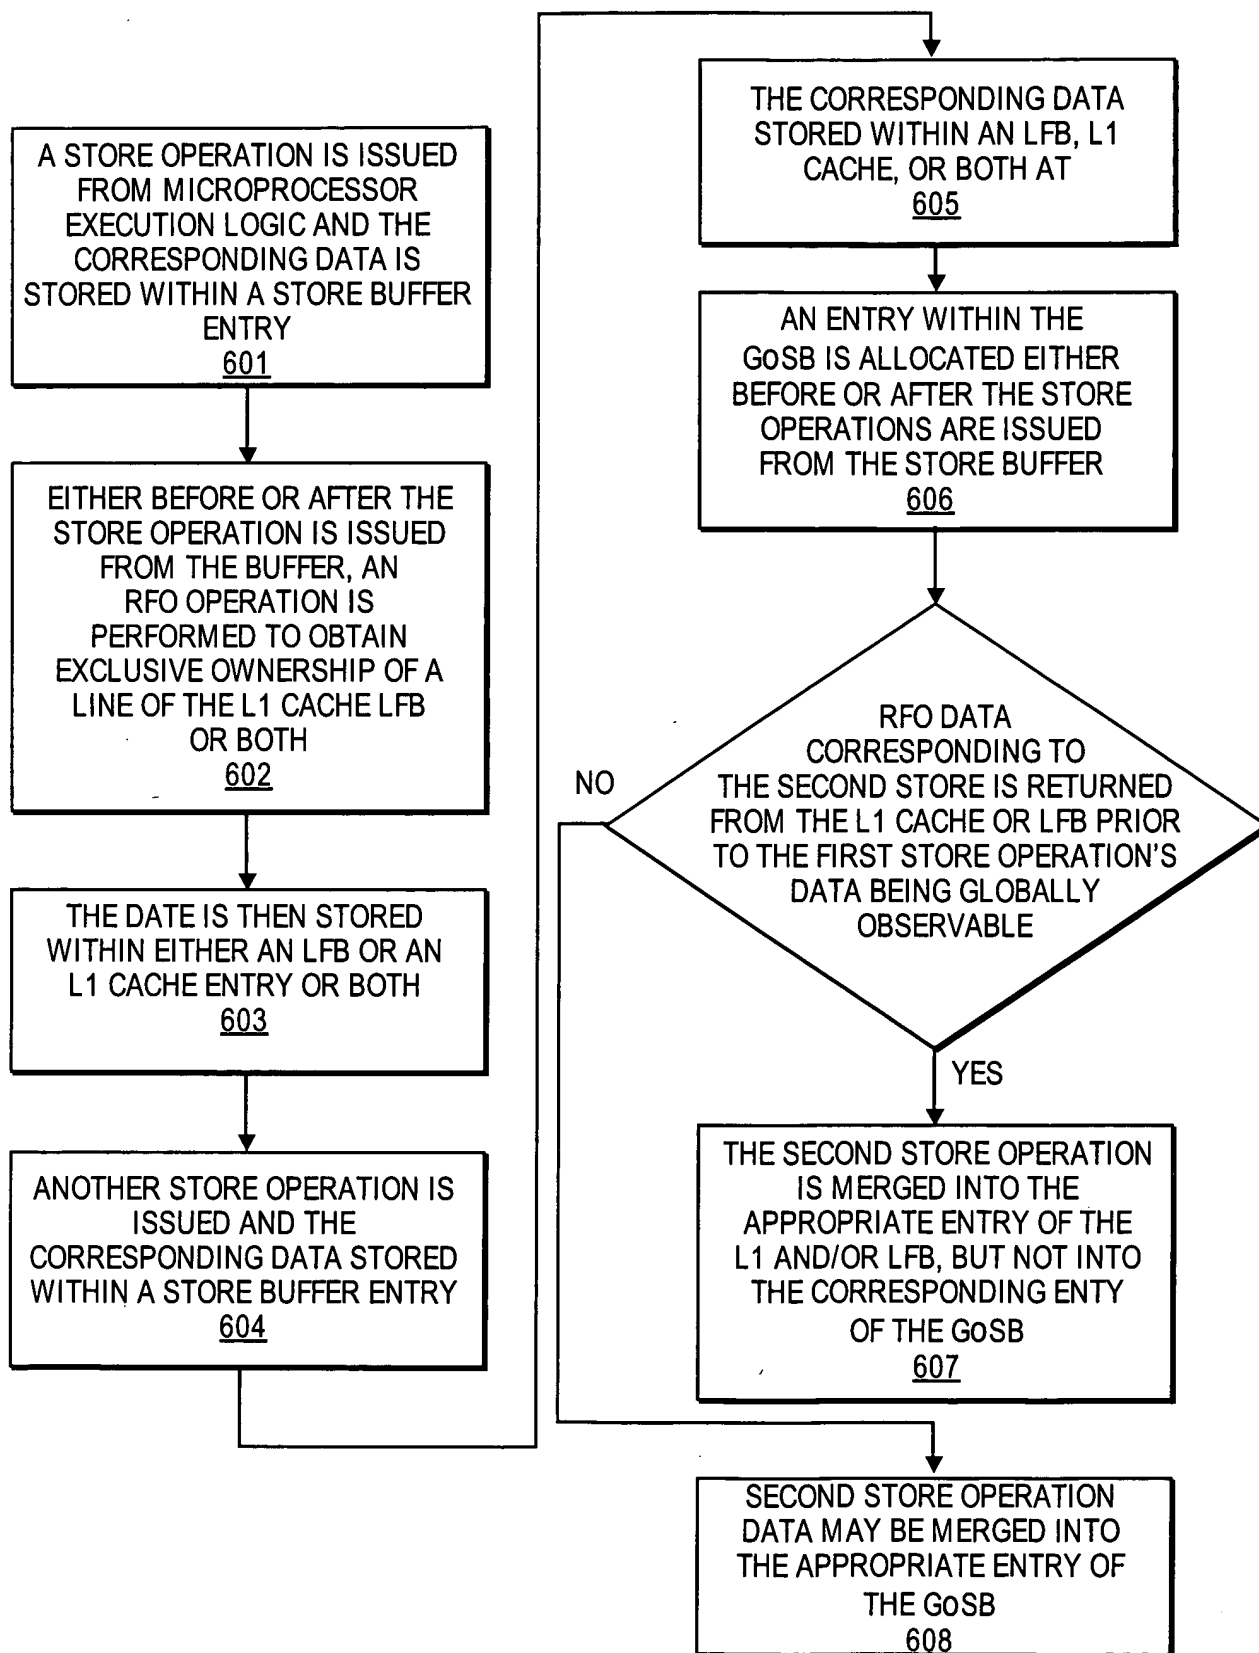 A STORE OPERATION IS ISSUED
FROM MICROPROCESSOR
EXECUTION LOGIC AND THE
CORRESPONDING DATA IS
STORED WITHIN A STORE BUFFER
ENTRY
601
EITHER BEFORE OR AFTER THE
STORE OPERATION IS ISSUED
FROM THE BUFFER, AN
RFO OPERATION IS
PERFORMED TO OBTAIN
EXCLUSIVE OWNERSHIP OF A
LINE OF THE L1 CACHE LFB
OR BOTH
602
THE DATE IS THEN STORED
WITHIN EITHER AN LFB OR AN
L1 CACHE ENTRY OR BOTH
603
ANOTHER STORE OPERATION IS
ISSUED AND THE
CORRESPONDING DATA STORED
WITHIN A STORE BUFFER ENTRY
604
THE CORRESPONDING DATA
STORED WITHIN AN LFB, L1
CACHE, OR BOTH AT
605
AN ENTRY WITHIN THE
GoSB IS ALLOCATED EITHER
BEFORE OR AFTER THE STORE
OPERATIONS ARE ISSUED
FROM THE STORE BUFFER
606
RFO DATA
CORRESPONDING TO
THE SECOND STORE IS RETURNED
FROM THE L1 CACHE OR LFB PRIOR
TO THE FIRST STORE OPERATION'S
DATA BEING GLOBALLY
OBSERVABLE
NO
YES
THE SECOND STORE OPERATION
IS MERGED INTO THE
APPROPRIATE ENTRY OF THE
L1 AND/OR LFB, BUT NOT INTO
THE CORRESPONDING ENTY
OF THE GoSB
607
SECOND STORE OPERATION
DATA MAY BE MERGED INTO
THE APPROPRIATE ENTRY OF
THE GoSB
608